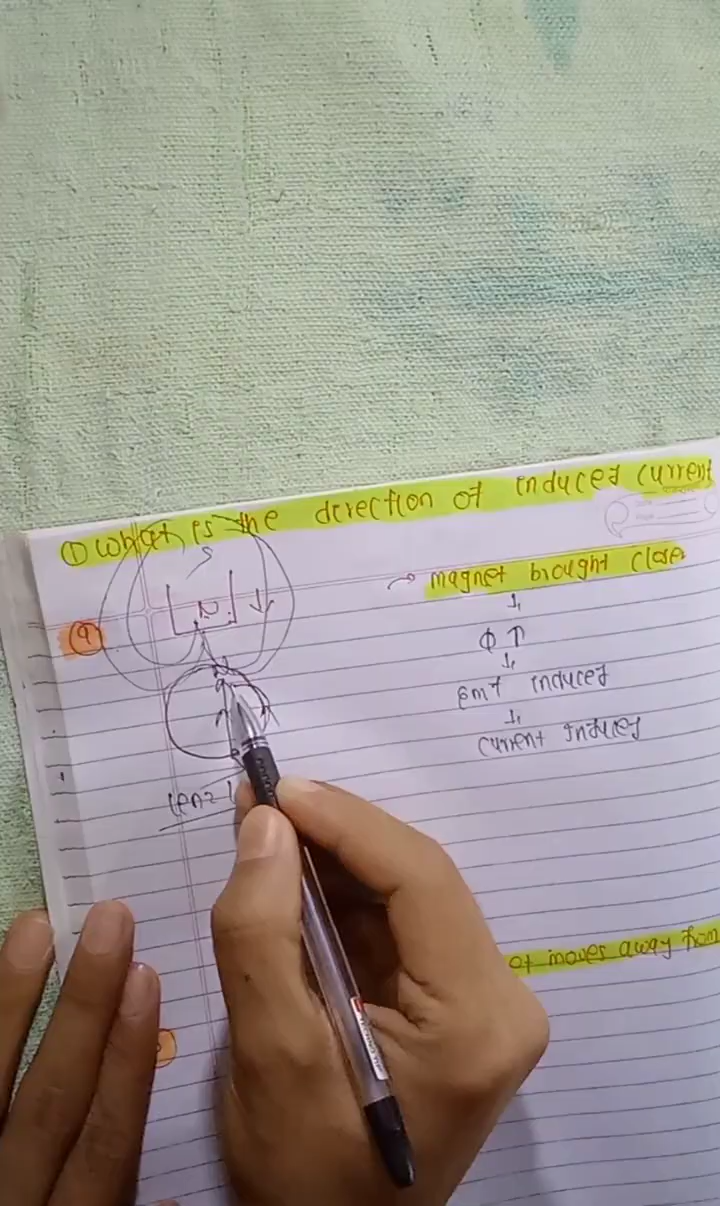 ① What is the direction of induced current
S
N ↓
(a)
→ magnet brought close
↓
ϕ ↑
↓
Emf induced
↓
current induced
N
Lenz
moves away from